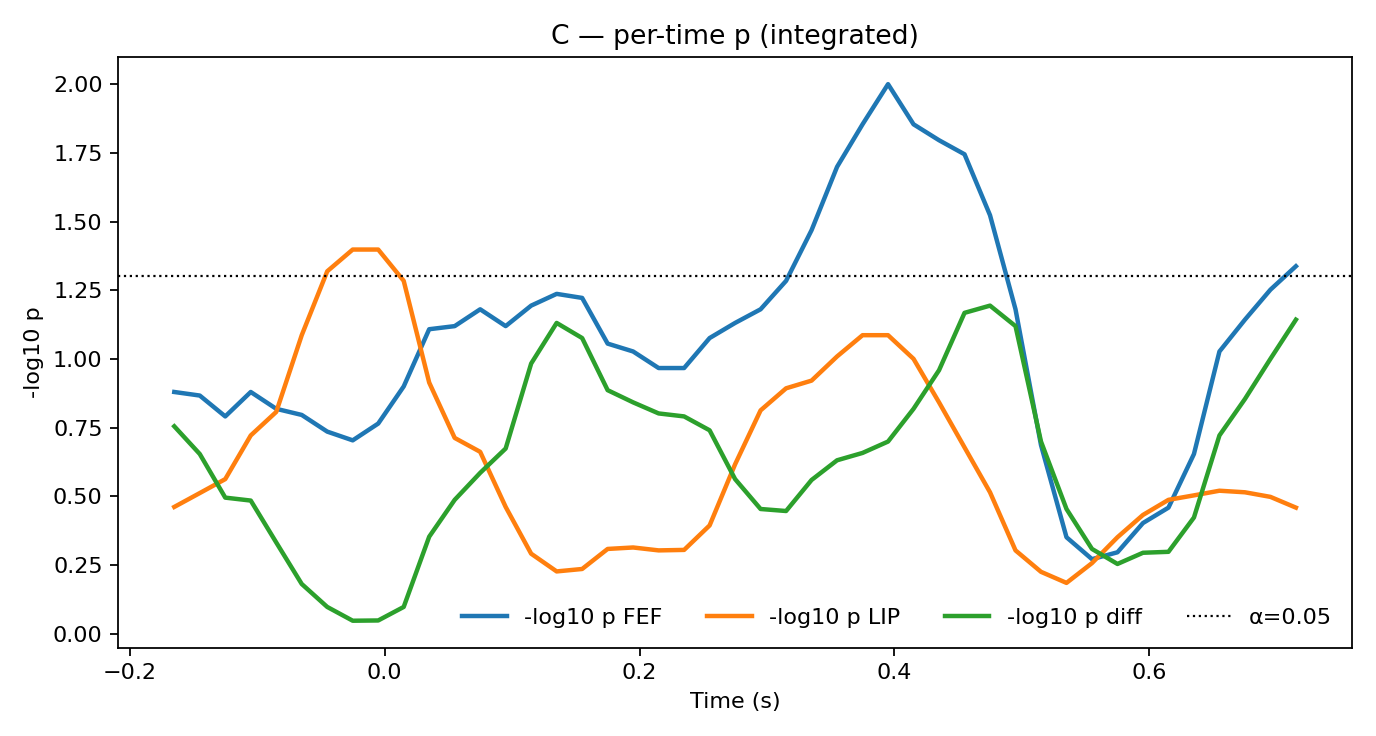 C — per-time p (integrated)
-log10 p
2.00
1.75
1.50
1.25
1.00
0.75
0.50
0.25
0.00
-log10 p FEF -log10 p LIP -log10 p diff α=0.05
−0.2 0.0 0.2 0.4 0.6
Time (s)